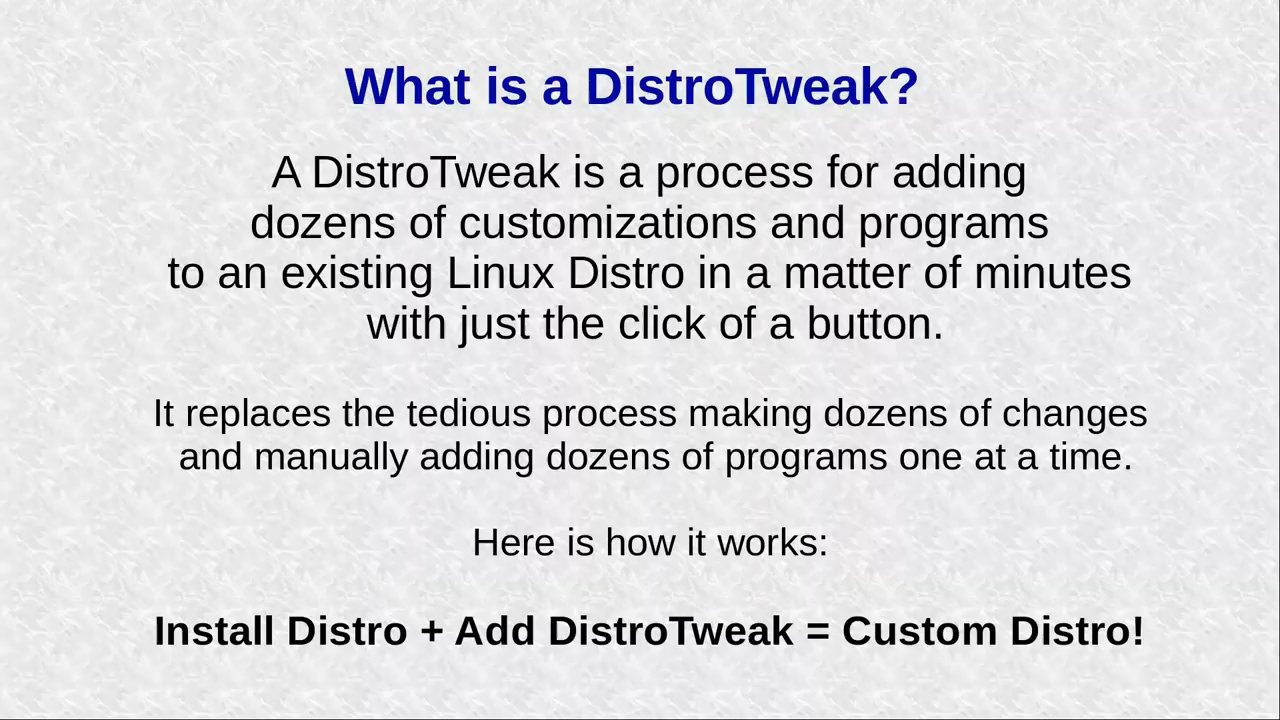 What is a DistroTweak?
A DistroTweak is a process for adding
dozens of customizations and programs
to an existing Linux Distro in a matter of minutes
with just the click of a button.
It replaces the tedious process making dozens of changes
and manually adding dozens of programs one at a time.
Here is how it works:
Install Distro + Add DistroTweak = Custom Distro!